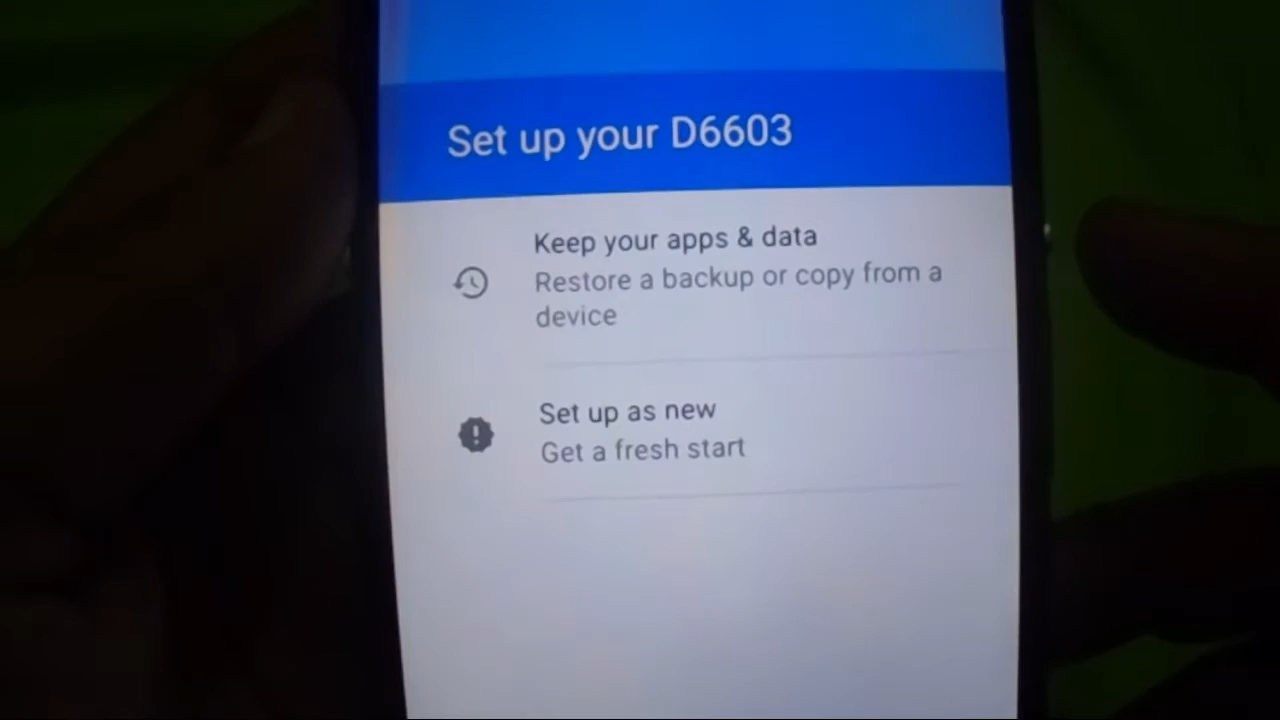 Set up your D6603
Keep your apps & data
Restore a backup or copy from a
device
Set up as new
Get a fresh start